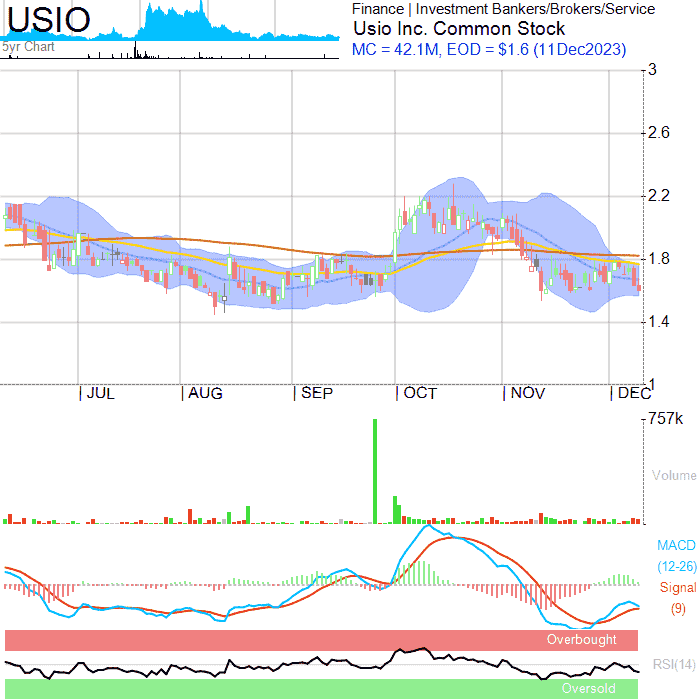 USIO
5yr Chart
Finance | Investment Bankers/Brokers/Service
Usio Inc. Common Stock
MC = 42.1M, EOD = $1.6 (11Dec2023)
3
2.6
2.2
1.8
1.4
1
JUL AUG SEP OCT NOV DEC
757k
Volume
MACD
(12-26)
Signal
(9)
Overbought
RSI(14)
Oversold